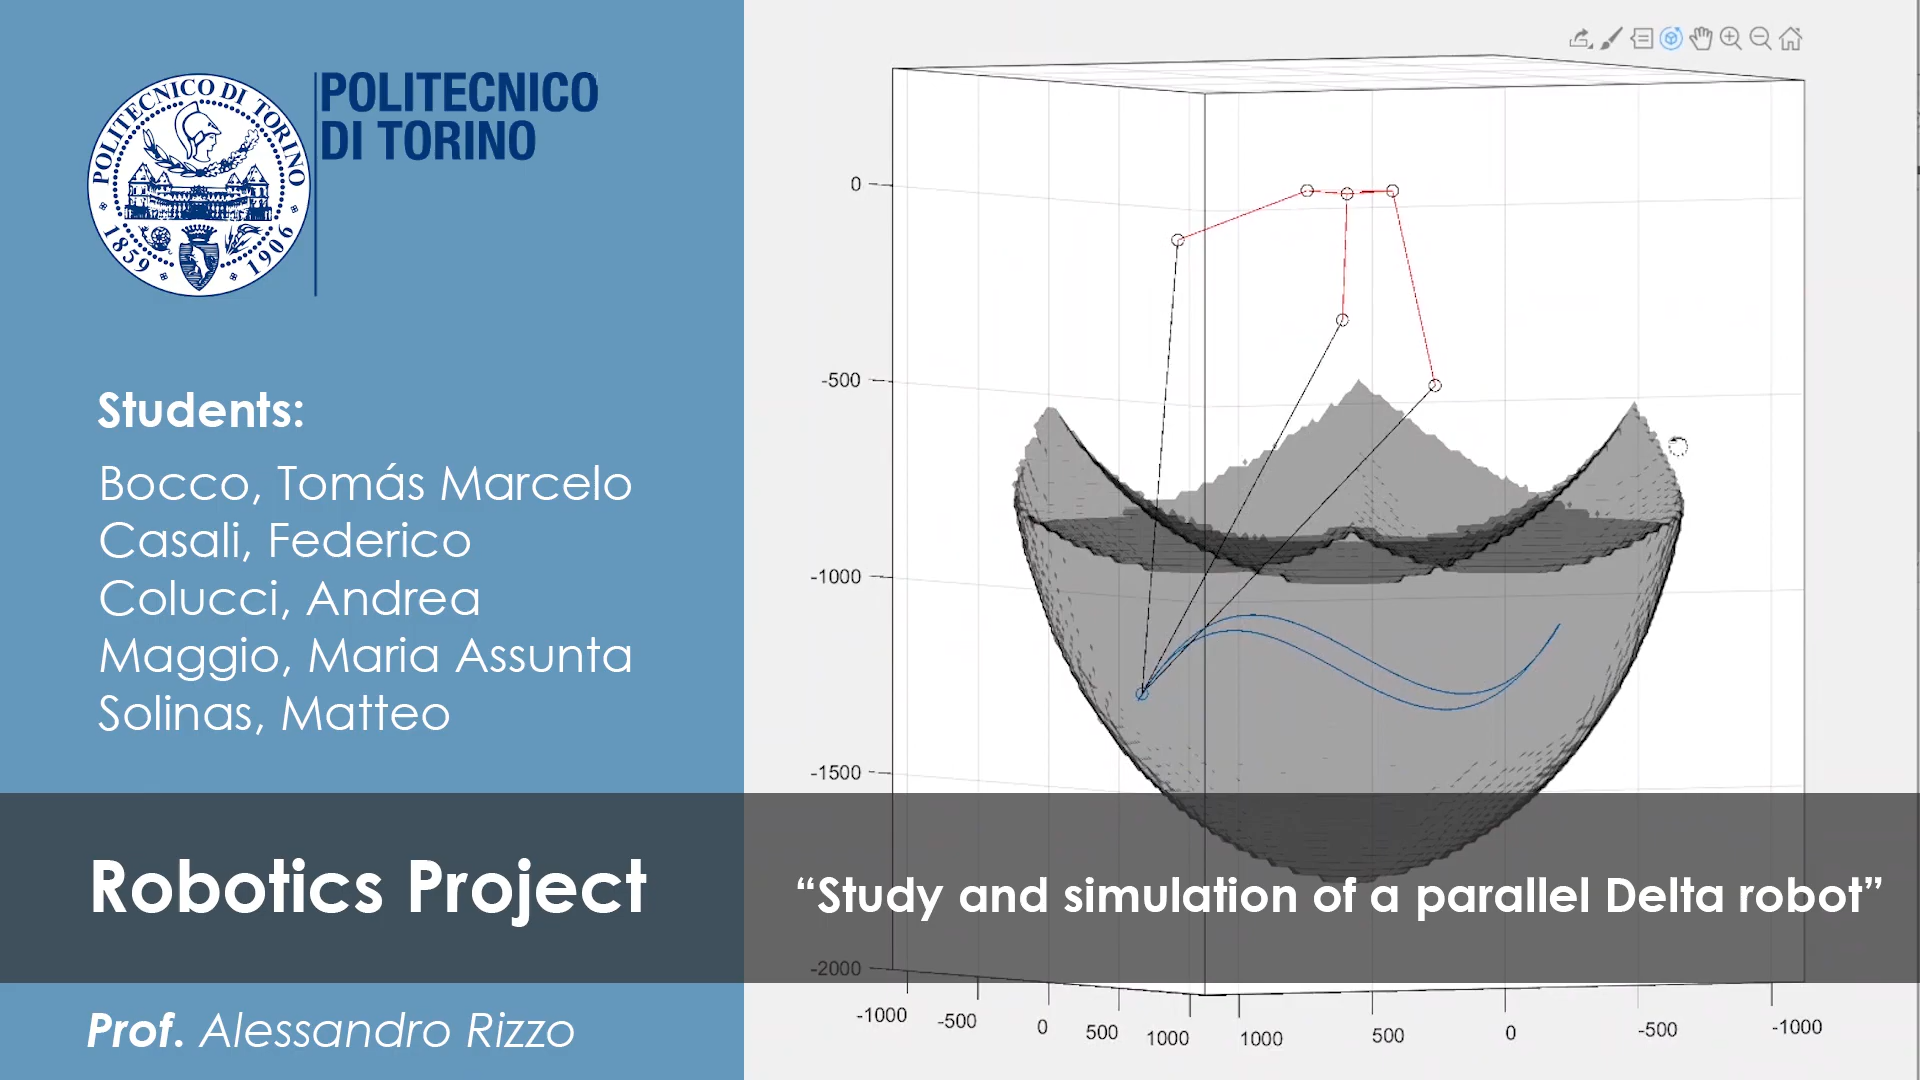 POLITECNICO DI TORINO
1859
1906
POLITECNICO
DI TORINO
Students:
Bocco, Tomás Marcelo
Casali, Federico
Colucci, Andrea
Maggio, Maria Assunta
Solinas, Matteo
Robotics Project
Prof. Alessandro Rizzo
0
-500
-1000
-1500
“Study and simulation of a parallel Delta robot”
-2000
-1000 -500 0 500 1000 1000 500 0 -500 -1000